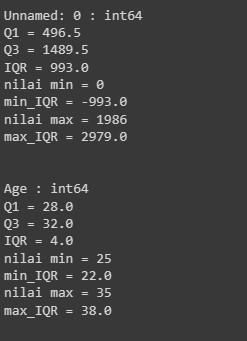 Unnamed: 0 : int64
Q1 = 496.5
Q3 = 1489.5
IQR = 993.0
nilai min = 0
min_IQR = -993.0
nilai max = 1986
max_IQR = 2979.0
Age : int64
Q1 = 28.0
Q3 = 32.0
IQR = 4.0
nilai min = 25
min_IQR = 22.0
nilai max = 35
max_IQR = 38.0